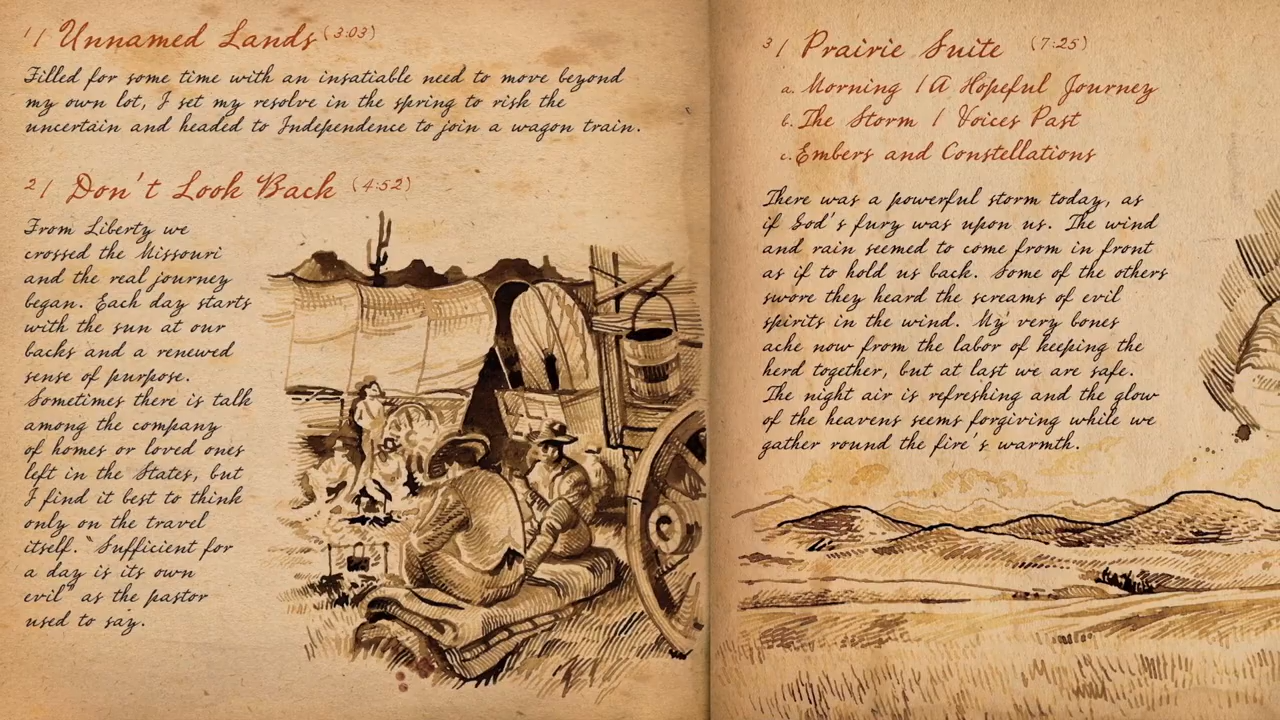 1/ Unnamed Lands (3:03)
Filled for some time with an insatiable need to move beyond
my own lot, I set my resolve in the spring to risk the
uncertain and headed to Independence to join a wagon train.
2/ Don't Look Back (4:52)
From Liberty we
crossed the Missouri
and the real journey
began. Each day starts
with the sun at our
backs and a renewed
sense of purpose.
Sometimes there is talk
among the company
of homes or loved ones
left in the States, but
I find it best to think
only on the travel
itself. "Sufficient for
a day is its own
evil" as the pastor
used to say.
3/ Prairie Suite (7:25)
a. Morning / A Hopeful Journey
b. The Storm / Voices Past
c. Embers and Constellations
There was a powerful storm today, as
if God's fury was upon us. The wind
and rain seemed to come from in front
as if to hold us back. Some of the others
swore they heard the screams of evil
spirits in the wind. My very bones
ache now from the labor of keeping the
herd together, but at last we are safe.
The night air is refreshing and the glow
of the heavens seems forgiving while we
gather round the fire's warmth.